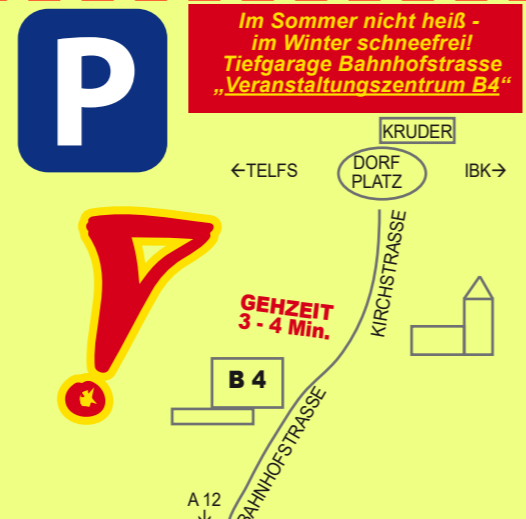 P
Im Sommer nicht heiß -
im Winter schneefrei!
Tiefgarage Bahnhofstrasse
„Veranstaltungszentrum B4“
KRUDER
←TELFS
DORF
PLATZ
IBK→
KIRCHSTRASSE
GEHZEIT
3 - 4 Min.
B 4
BAHNHOFSTRASSE
A 12
↓